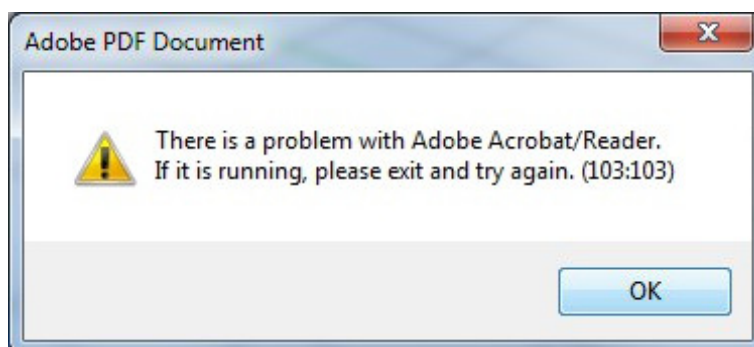 Adobe PDF Document
There is a problem with Adobe Acrobat/Reader.
If it is running, please exit and try again. (103:103)
OK